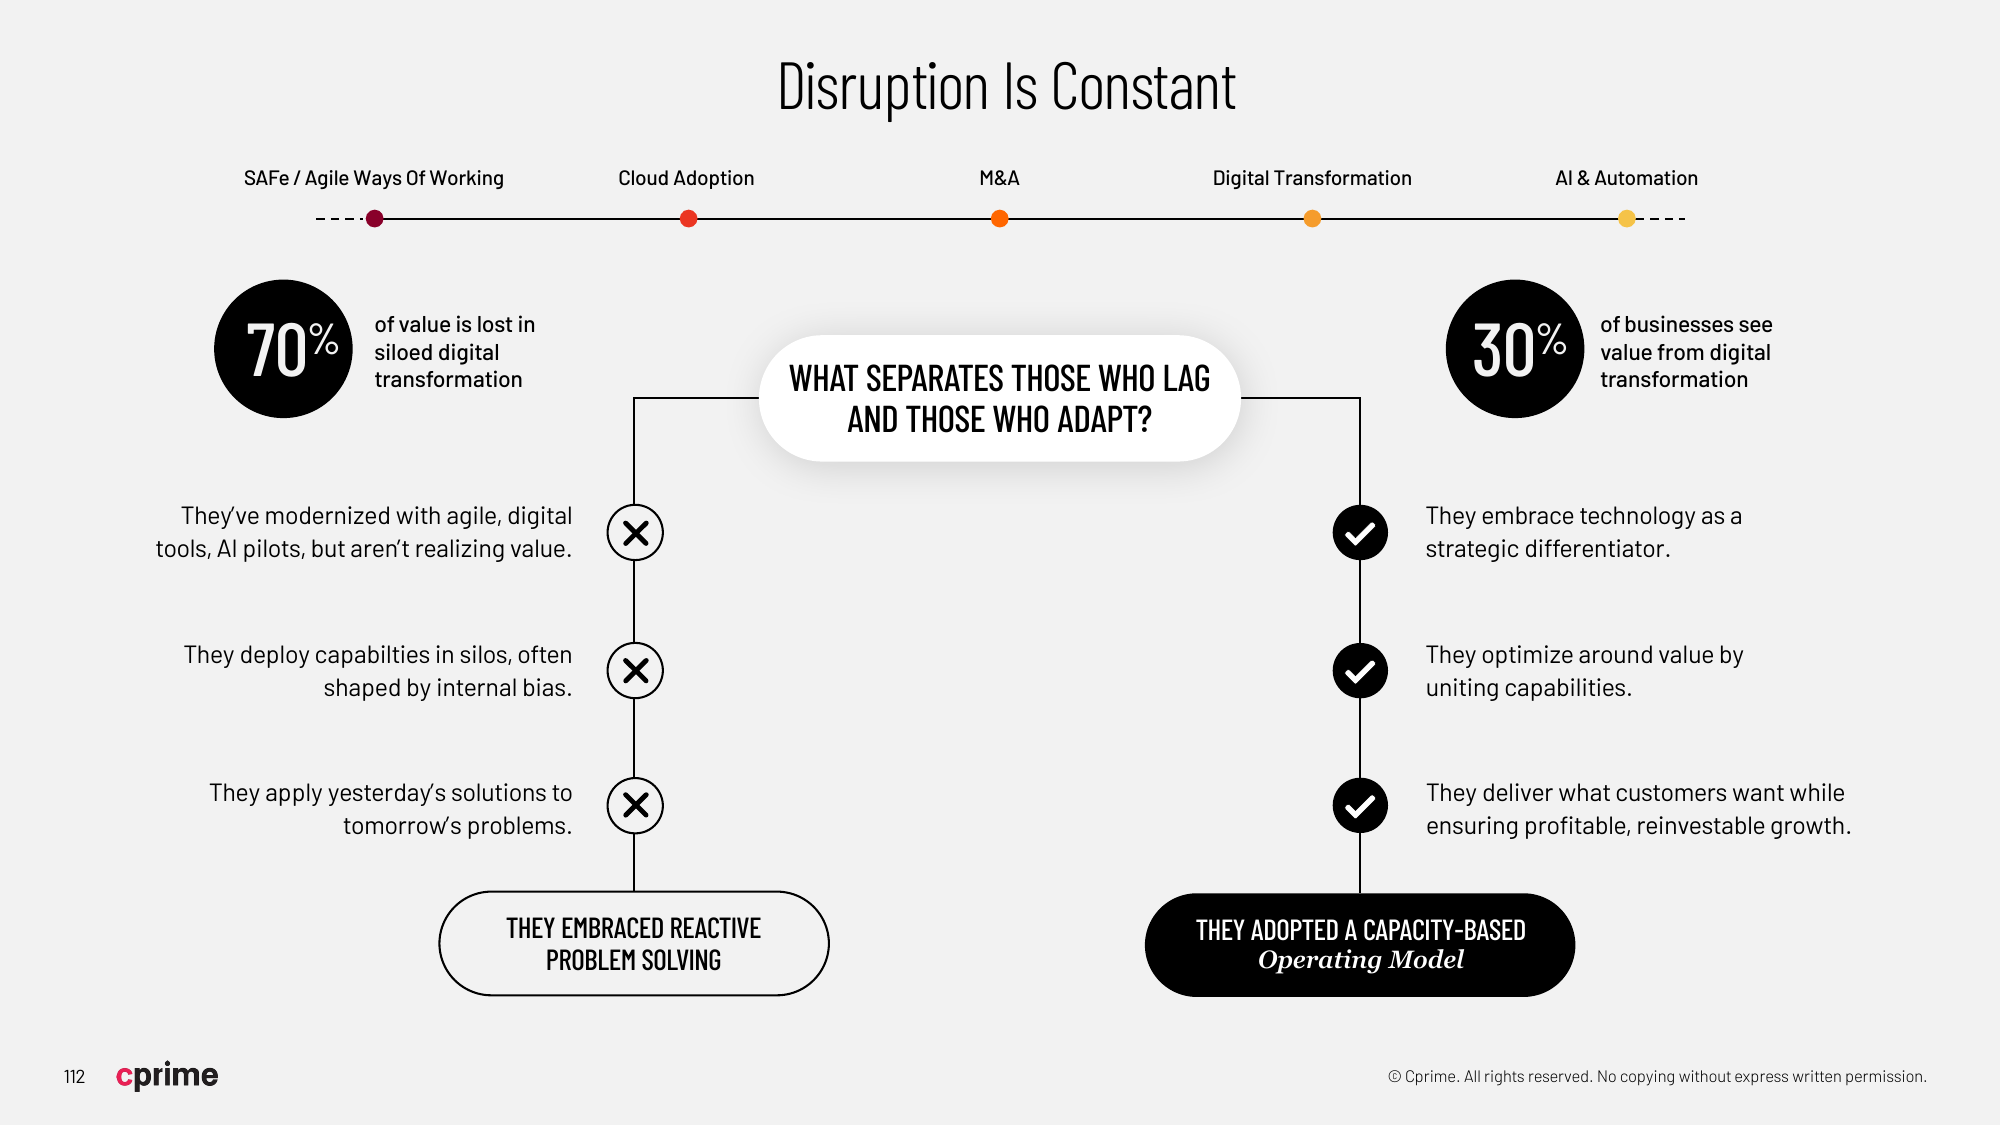 Disruption Is Constant
SAFe / Agile Ways Of Working
Cloud Adoption
M&A
Digital Transformation
AI & Automation
70%
of value is lost in
siloed digital
transformation
30%
of businesses see
value from digital
transformation
WHAT SEPARATES THOSE WHO LAG
AND THOSE WHO ADAPT?
They've modernized with agile, digital
tools, AI pilots, but aren't realizing value.
They deploy capabilties in silos, often
shaped by internal bias.
They apply yesterday's solutions to
tomorrow's problems.
THEY EMBRACED REACTIVE
PROBLEM SOLVING
They embrace technology as a
strategic differentiator.
They optimize around value by
uniting capabilities.
They deliver what customers want while
ensuring profitable, reinvestable growth.
THEY ADOPTED A CAPACITY-BASED
Operating Model
112
cprime
© Cprime. All rights reserved. No copying without express written permission.